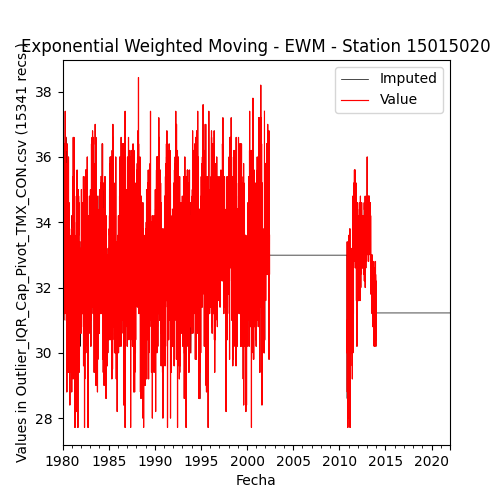 Exponential Weighted Moving - EWM - Station 15015020
Values in Outlier_IQR_Cap_Pivot_TMX_CON.csv (15341 recs.)
Imputed
Value
38
36
34
32
30
28
1980 1985 1990 1995 2000 2005 2010 2015 2020
Fecha